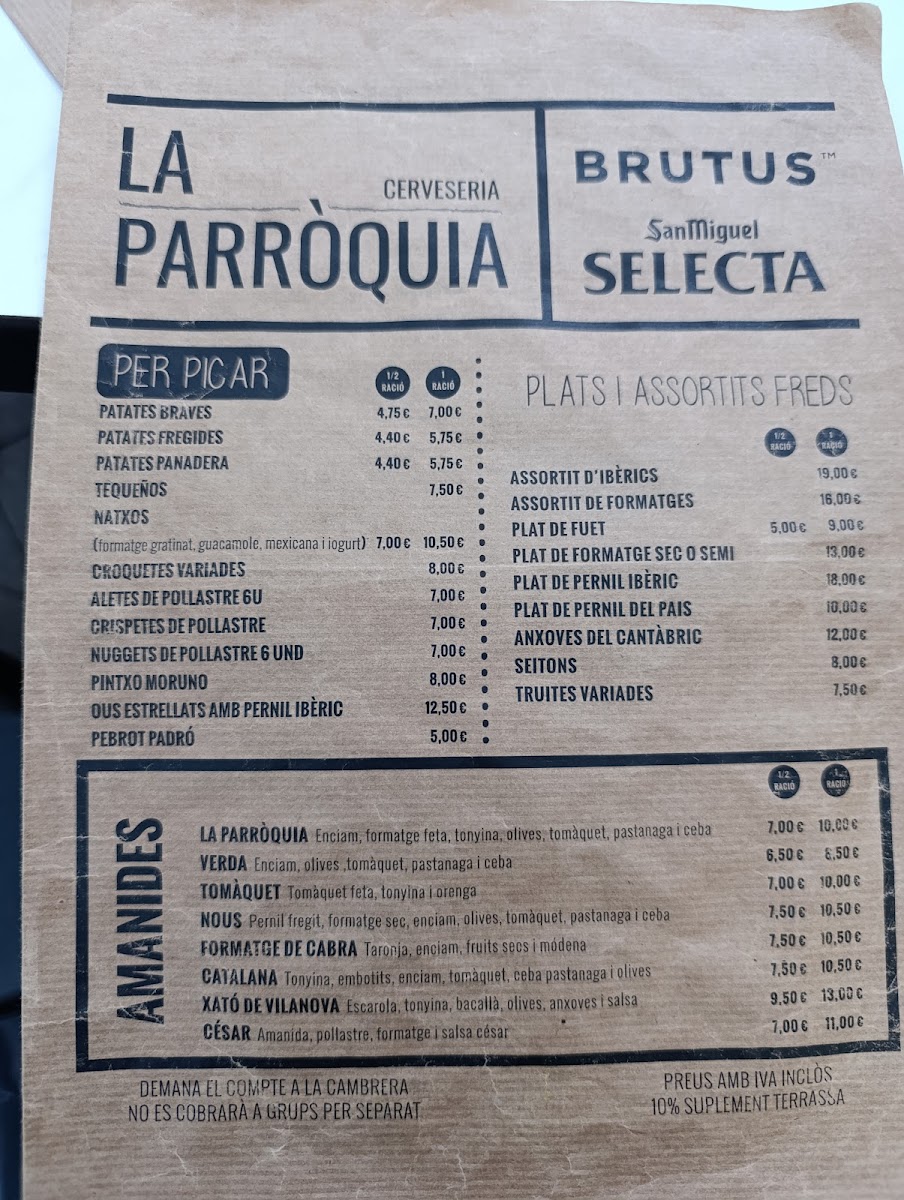 LA
CERVESERIA
PARRÒQUIA
BRUTUS™
SanMiguel
SELECTA
PER PICAR
1/2 RACIÓ 1 RACIÓ
PATATES BRAVES 4,75 € 7,00 €
PATATES FREGIDES 4,40 € 5,75 €
PATATES PANADERA 4,40 € 5,75 €
TEQUEÑOS 7,50 €
NATXOS
(formatge gratinat, guacamole, mexicana i iogurt) 7,00 € 10,50 €
CROQUETES VARIADES 8,00 €
ALETES DE POLLASTRE 6U 7,00 €
CRISPETES DE POLLASTRE 7,00 €
NUGGETS DE POLLASTRE 6 UND 7,00 €
PINTXO MORUNO 8,00 €
OUS ESTRELLATS AMB PERNIL IBÈRIC 12,50 €
PEBROT PADRÓ 5,00 €
PLATS I ASSORTITS FREDS
1/2 RACIÓ 1 RACIÓ
ASSORTIT D'IBÈRICS 19,00 €
ASSORTIT DE FORMATGES 16,00 €
PLAT DE FUET 5,00 € 9,00 €
PLAT DE FORMATGE SEC O SEMI 13,00 €
PLAT DE PERNIL IBÈRIC 18,00 €
PLAT DE PERNIL DEL PAIS 10,00 €
ANXOVES DEL CANTÀBRIC 12,00 €
SEITONS 8,00 €
TRUITES VARIADES 7,50 €
AMANIDES
1/2 RACIÓ 1 RACIÓ
LA PARRÒQUIA Enciam, formatge feta, tonyina, olives, tomàquet, pastanaga i ceba 7,00 € 10,00 €
VERDA Enciam, olives ,tomàquet, pastanaga i ceba 6,50 € 8,50 €
TOMÀQUET Tomàquet feta, tonyina i orenga 7,00 € 10,00 €
NOUS Pernil fregit, formatge sec, enciam, olives, tomàquet, pastanaga i ceba 7,50 € 10,50 €
FORMATGE DE CABRA Taronja, enciam, fruits secs i mòdena 7,50 € 10,50 €
CATALANA Tonyina, embotits, enciam, tomàquet, ceba pastanaga i olives 7,50 € 10,50 €
XATÓ DE VILANOVA Escarola, tonyina, bacallà, olives, anxoves i salsa 9,50 € 13,00 €
CÉSAR Amanida, pollastre, formatge i salsa césar 7,00 € 11,00 €
DEMANA EL COMPTE A LA CAMBRERA
NO ES COBRARÀ A GRUPS PER SEPARAT
PREUS AMB IVA INCLÒS
10% SUPLEMENT TERRASSA